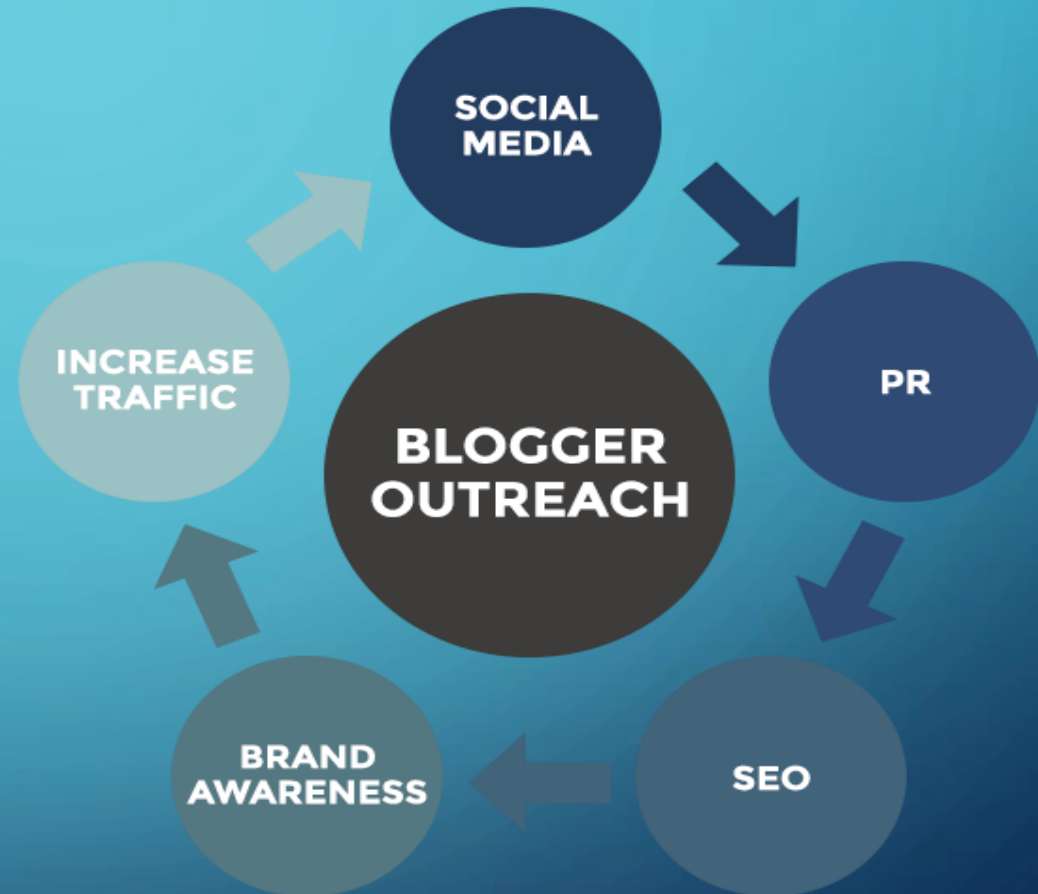 SOCIAL
MEDIA
PR
SEO
BRAND
AWARENESS
INCREASE
TRAFFIC
BLOGGER
OUTREACH